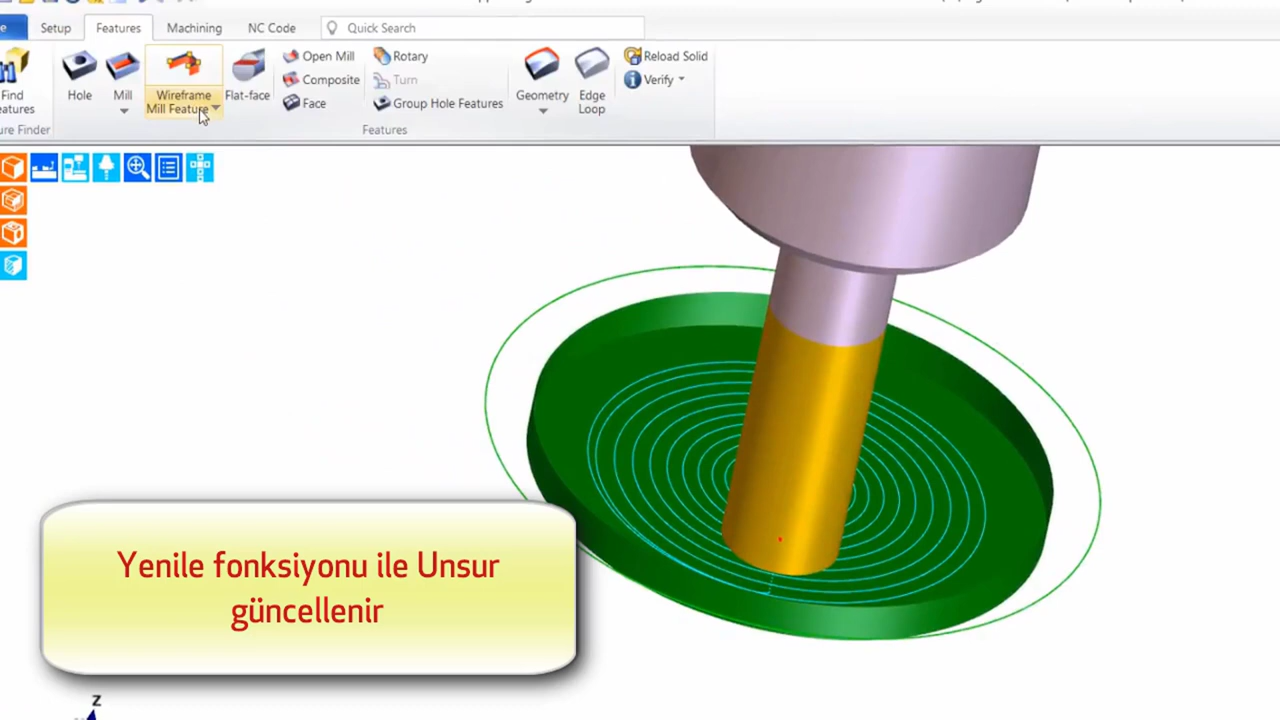 Setup
Features
Machining
NC Code
Quick Search
Find
Hole
Mill
Wireframe
Mill Feature
Flat-face
Open Mill
Composite
Face
Rotary
Turn
Group Hole Features
Geometry
Edge
Loop
Reload Solid
Verify
Features
Yenile fonksiyonu ile Unsur
güncellenir
Z